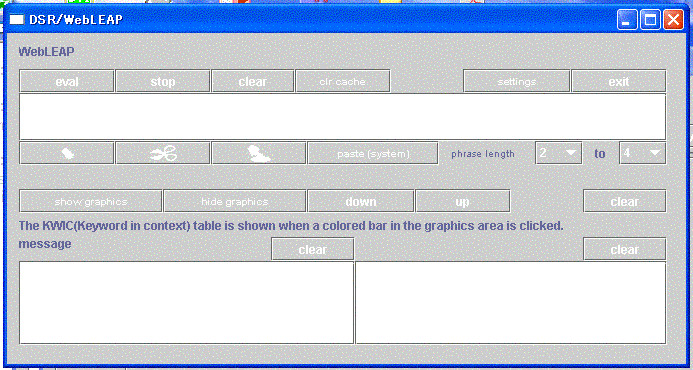 DSR/WebLEAP
WebLEAP
eval stop clear clr cache settings exit
paste (system) phrase length 2 to 4
show graphics hide graphics down up clear
The KWIC(Keyword in context) table is shown when a colored bar in the graphics area is clicked.
message clear clear